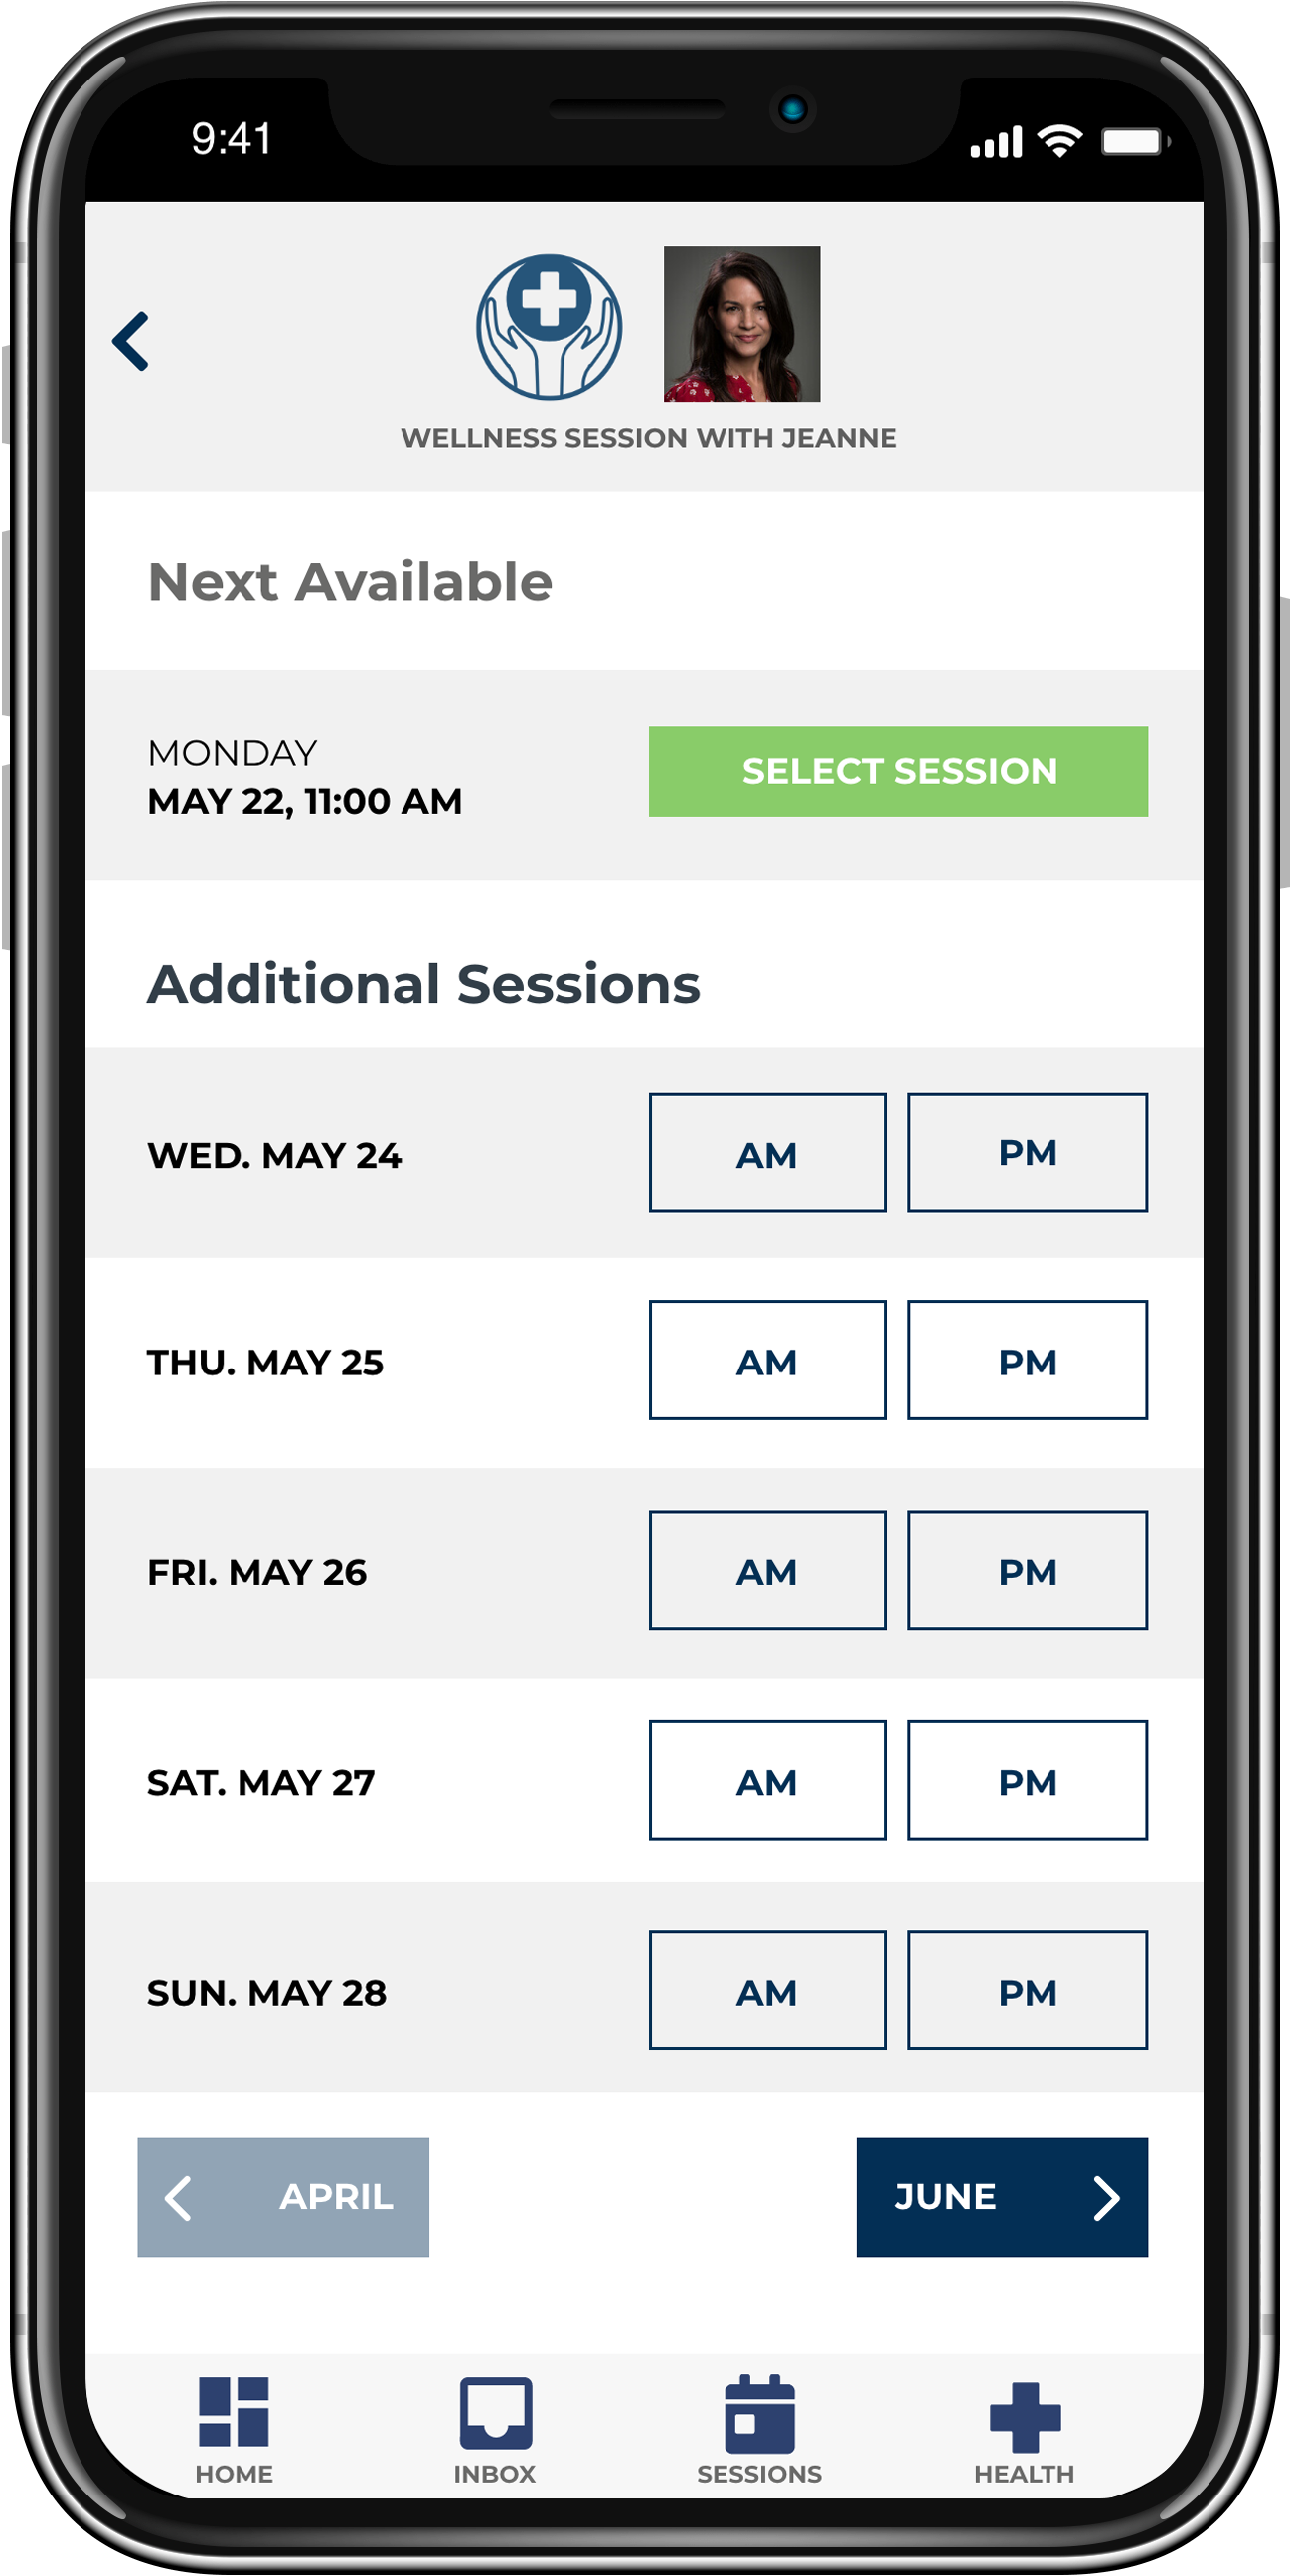 9:41
WELLNESS SESSION WITH JEANNE
Next Available
MONDAY
MAY 22, 11:00 AM
SELECT SESSION
Additional Sessions
WED. MAY 24 AM PM
THU. MAY 25 AM PM
FRI. MAY 26 AM PM
SAT. MAY 27 AM PM
SUN. MAY 28 AM PM
APRIL JUNE
HOME INBOX SESSIONS HEALTH